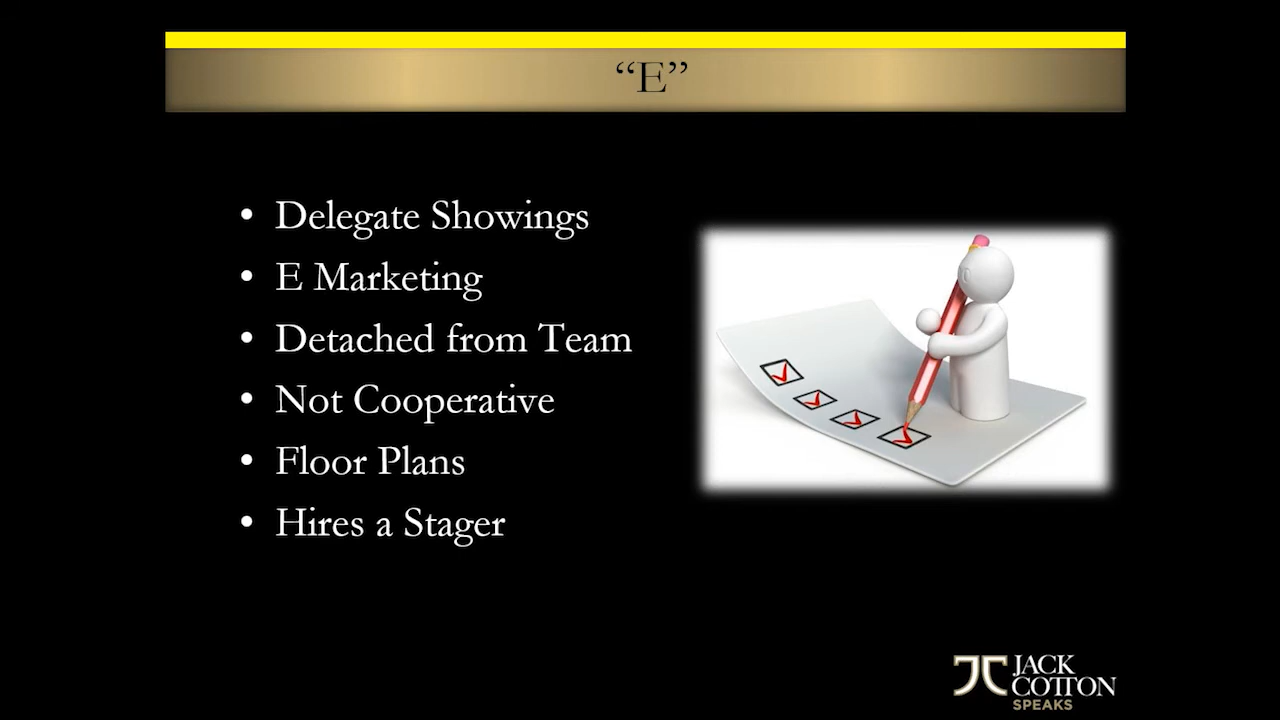 “E”
• Delegate Showings
• E Marketing
• Detached from Team
• Not Cooperative
• Floor Plans
• Hires a Stager
JACK
COTTON
SPEAKS